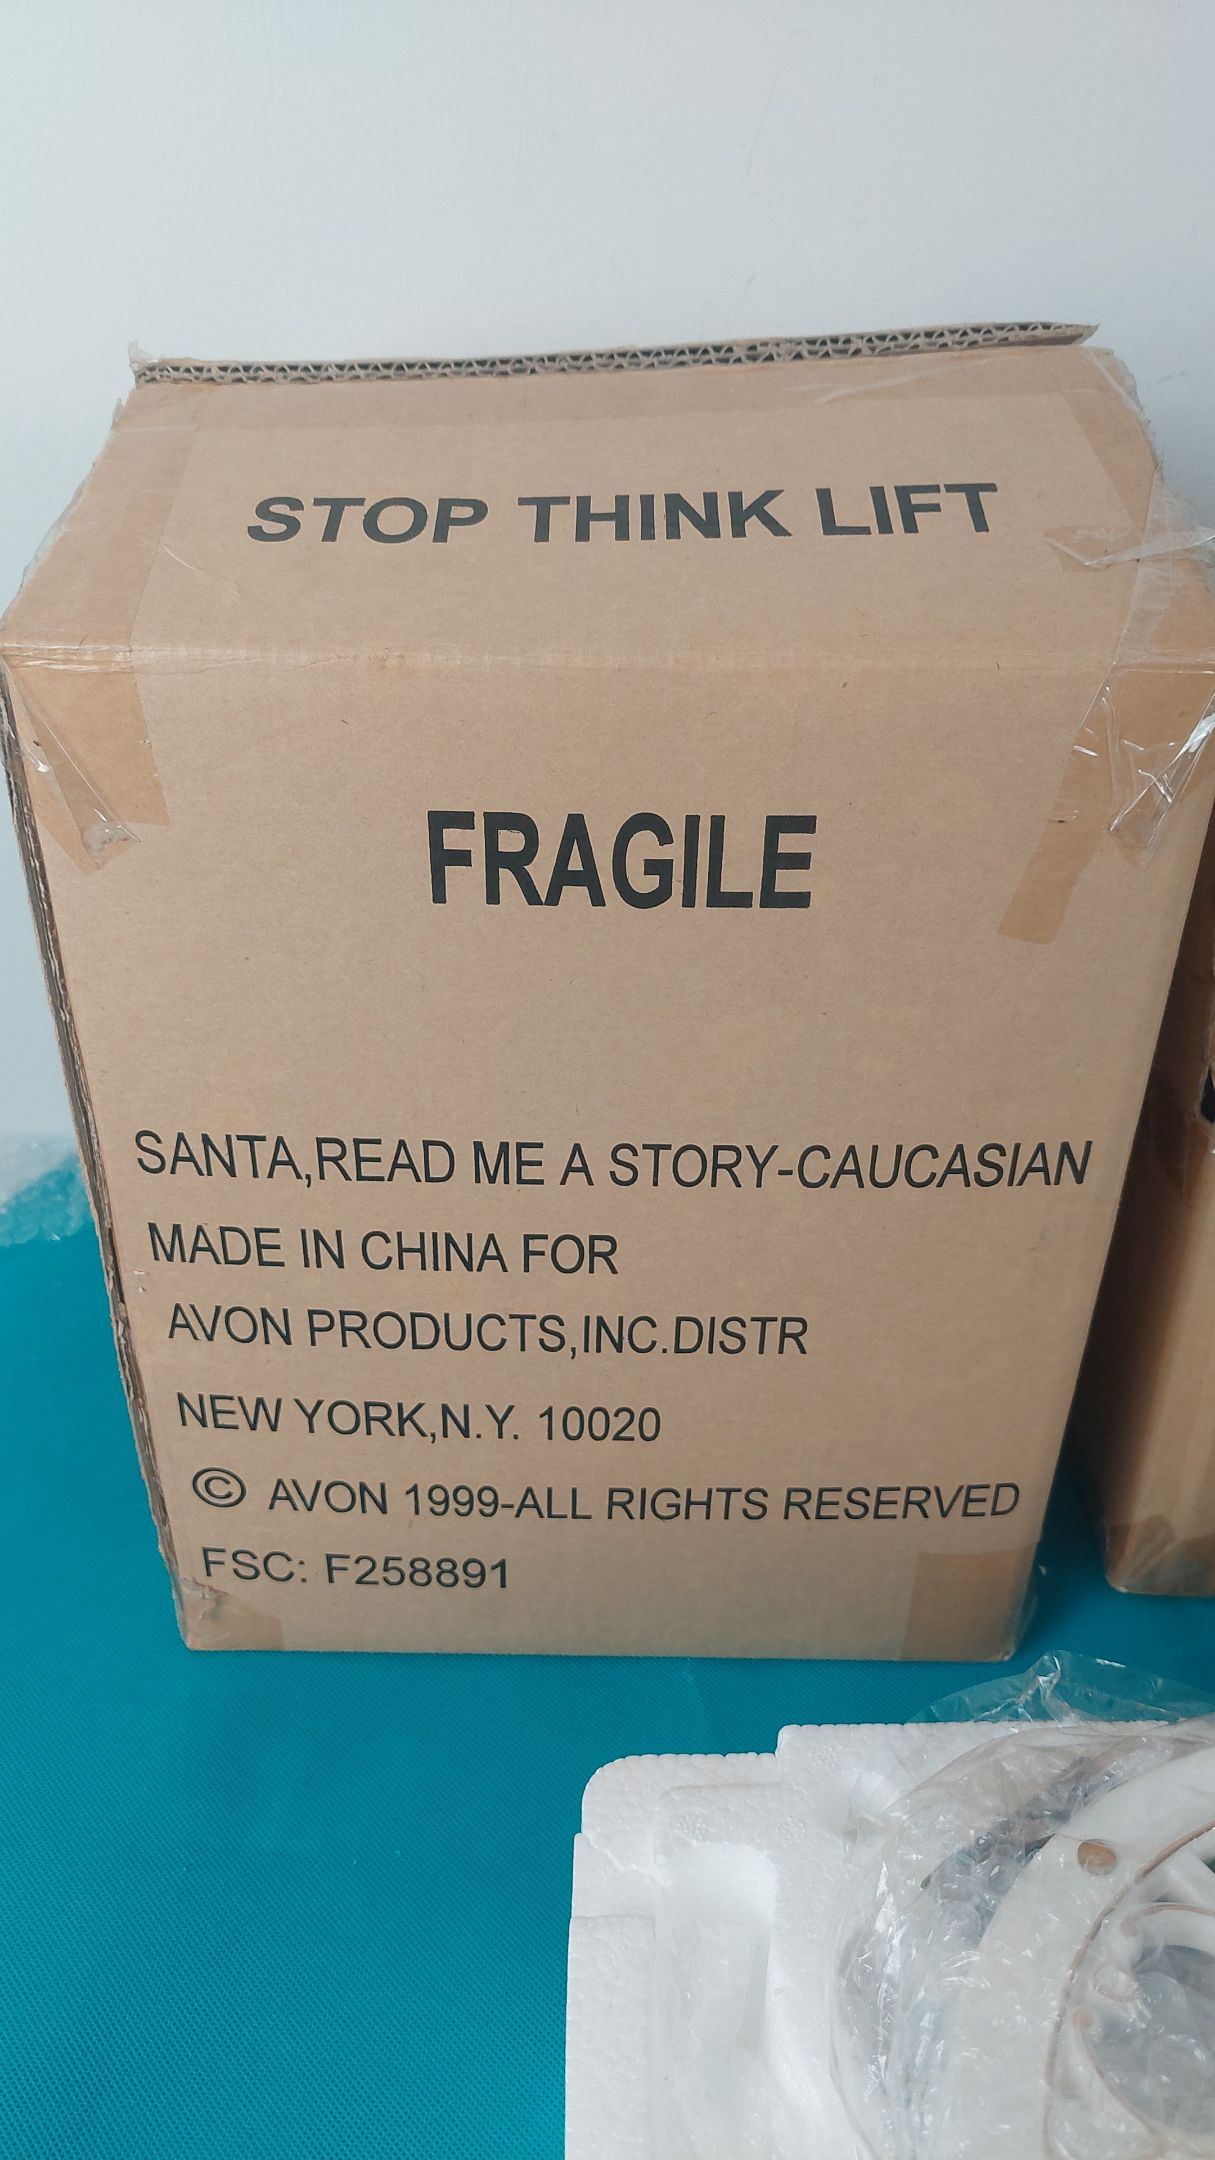 STOP THINK LIFT
FRAGILE
SANTA,READ ME A STORY-CAUCASIAN
MADE IN CHINA FOR
AVON PRODUCTS,INC.DISTR
NEW YORK,N.Y. 10020
© AVON 1999-ALL RIGHTS RESERVED
FSC: F258891